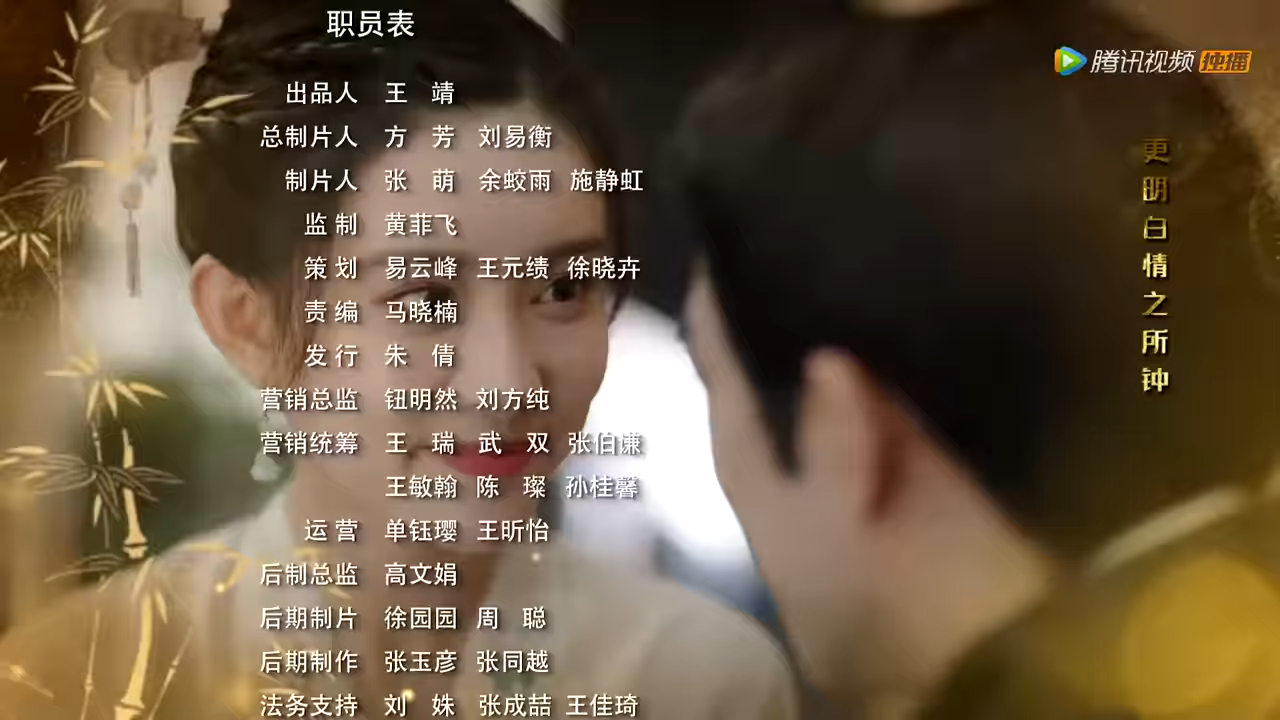 职员表
腾讯视频 独播
出品人 王 靖
总制片人 方 芳 刘易衡
制片人 张 萌 余蛟雨 施静虹
监制 黄菲飞
策划 易云峰 王元绩 徐晓卉
责编 马晓楠
发行 朱 倩
营销总监 钮明然 刘方纯
营销统筹 王 瑞 武 双 张伯谦
王敏翰 陈 璨 孙桂馨
运营 单钰璎 王昕怡
后制总监 高文娟
后期制片 徐园园 周 聪
后期制作 张玉彦 张同越
法务支持 刘 姝 张成喆 王佳琦
更明白情之所钟